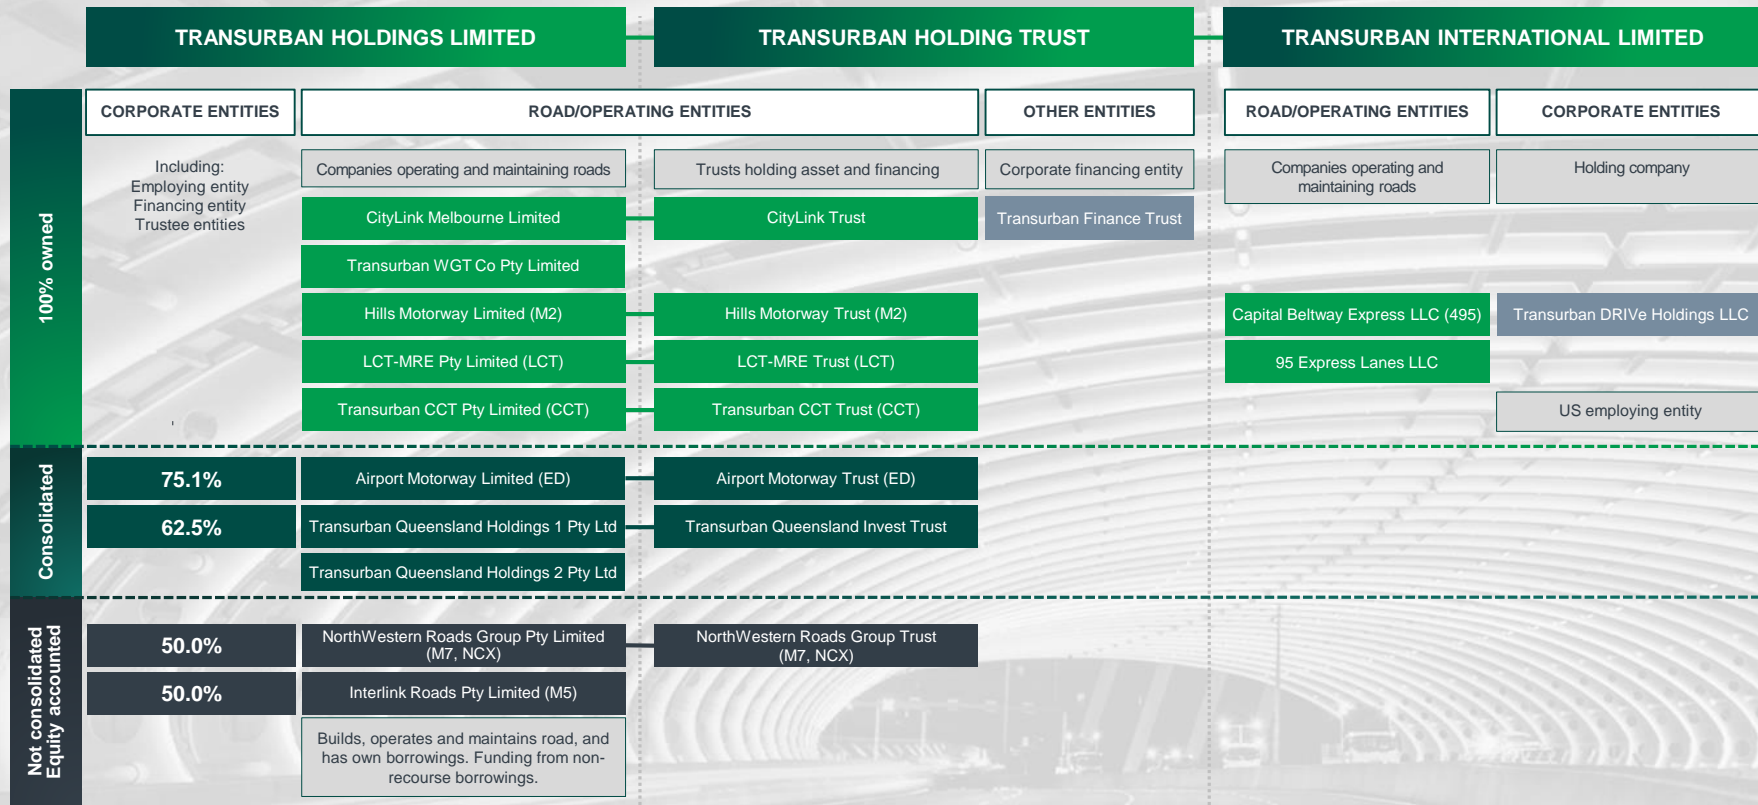 TRANSURBAN HOLDINGS LIMITED
TRANSURBAN HOLDING TRUST
TRANSURBAN INTERNATIONAL LIMITED
100% owned
CORPORATE ENTITIES
ROAD/OPERATING ENTITIES
OTHER ENTITIES
ROAD/OPERATING ENTITIES
CORPORATE ENTITIES
Including:
Employing entity
Financing entity
Trustee entities
Companies operating and maintaining roads
Trusts holding asset and financing
Corporate financing entity
Companies operating and
maintaining roads
Holding company
CityLink Melbourne Limited
CityLink Trust
Transurban Finance Trust
Transurban WGT Co Pty Limited
Hills Motorway Limited (M2)
Hills Motorway Trust (M2)
Capital Beltway Express LLC (495)
Transurban DRIVe Holdings LLC
LCT-MRE Pty Limited (LCT)
LCT-MRE Trust (LCT)
95 Express Lanes LLC
Transurban CCT Pty Limited (CCT)
Transurban CCT Trust (CCT)
US employing entity
Consolidated
75.1%
Airport Motorway Limited (ED)
Airport Motorway Trust (ED)
62.5%
Transurban Queensland Holdings 1 Pty Ltd
Transurban Queensland Invest Trust
Transurban Queensland Holdings 2 Pty Ltd
Not consolidated
Equity accounted
50.0%
NorthWestern Roads Group Pty Limited
(M7, NCX)
NorthWestern Roads Group Trust
(M7, NCX)
50.0%
Interlink Roads Pty Limited (M5)
Builds, operates and maintains road, and
has own borrowings. Funding from non-
recourse borrowings.